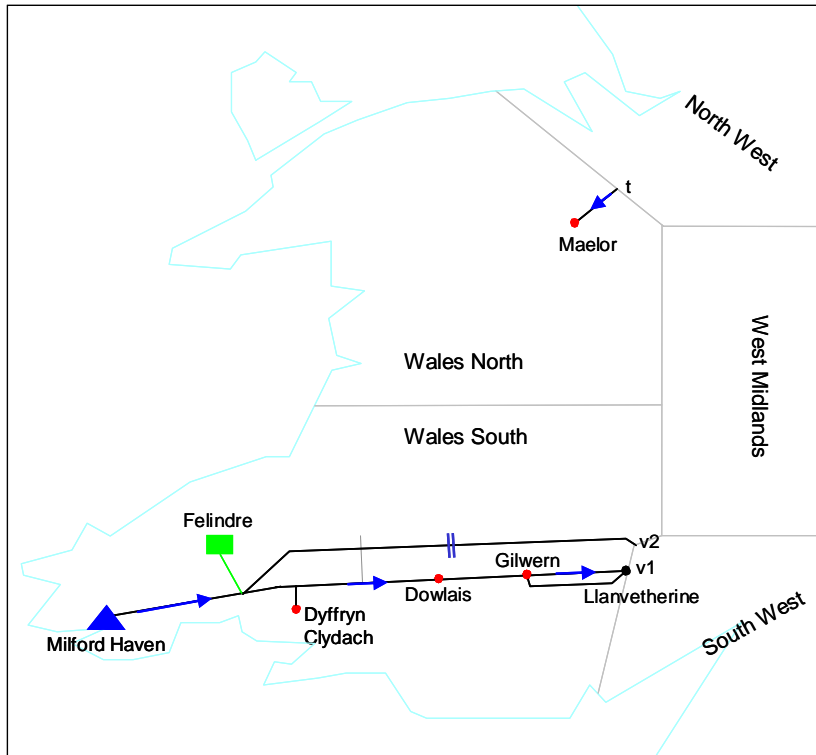 North West
t
Maelor
West Midlands
Wales North
Wales South
Felindre
v2
Gilwern
v1
Dowlais
Llanvetherine
Dyffryn
Clydach
South West
Milford Haven